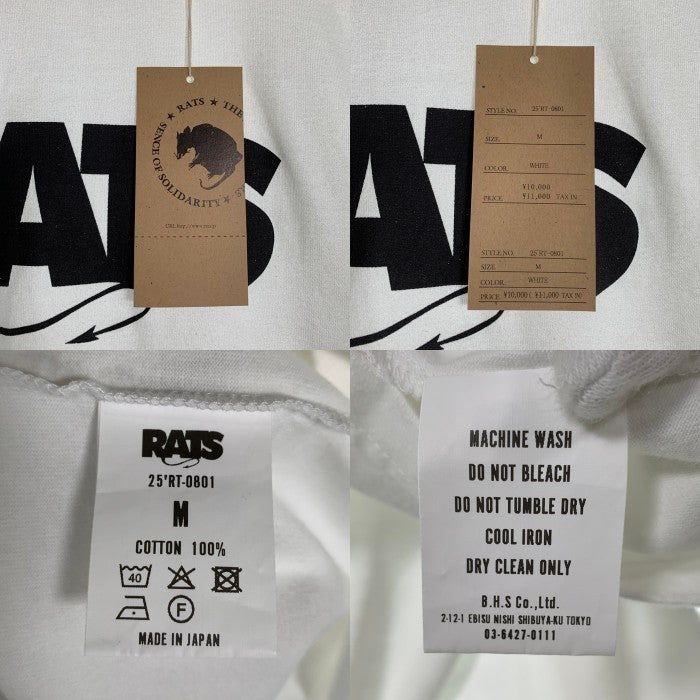 RATS
★ RATS ★ THE
SENCE OF SOLIDARITY ★
RATS
STYLE NO. 25'RT-0801
SIZE. M
COLOR. WHITE
¥10,000
PRICE. ¥11,000 TAX IN
STYLE NO. 25'RT-0801
SIZE. M
COLOR. WHITE
PRICE. ¥10,000 ( ¥11,000 TAX IN)
RATS
25'RT-0801
M
COTTON 100%
40
F
MADE IN JAPAN
MACHINE WASH
DO NOT BLEACH
DO NOT TUMBLE DRY
COOL IRON
DRY CLEAN ONLY
B.H.S Co.,Ltd.
2-12-1 EBISU NISHI SHIBUYA-KU TOKYO
03-6427-0111